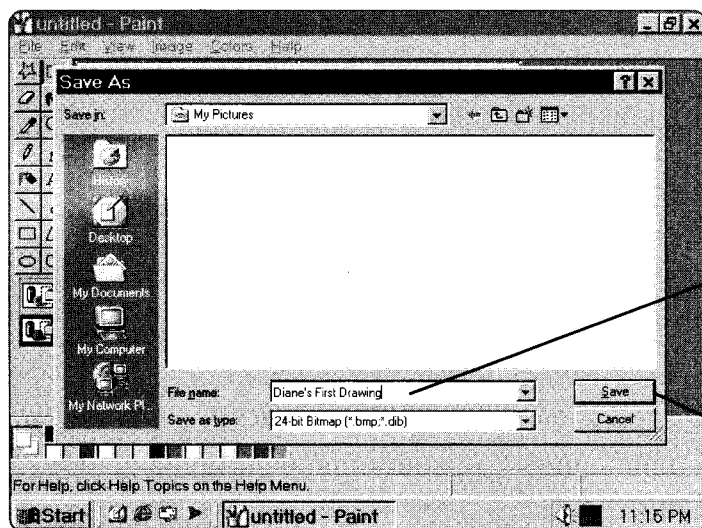 untitled - Paint
File Edit View Image Colors Help
Save As
Save in: My Pictures
History
Desktop
My Documents
My Computer
My Network Pl...
File name: Diane's First Drawing
Save as type: 24-bit Bitmap (*.bmp;*.dib)
Save
Cancel
For Help, click Help Topics on the Help Menu.
Start untitled - Paint 11:15 PM